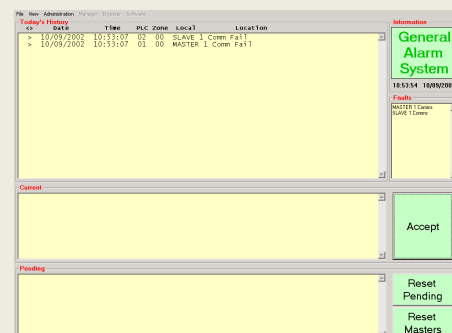 File View Administration Manager Engineer Software
Today's History
<> Date Time PLC Zone Local Location
> 10/09/2002 10:53:07 02 00 SLAVE 1 Comm Fail
> 10/09/2002 10:53:07 01 00 MASTER 1 Comm Fail
Information
General
Alarm
System
10:53:54 10/09/200
Faults
MASTER 1 Comms
SLAVE 1 Comms
Current
Accept
Pending
Reset
Pending
Reset
Masters